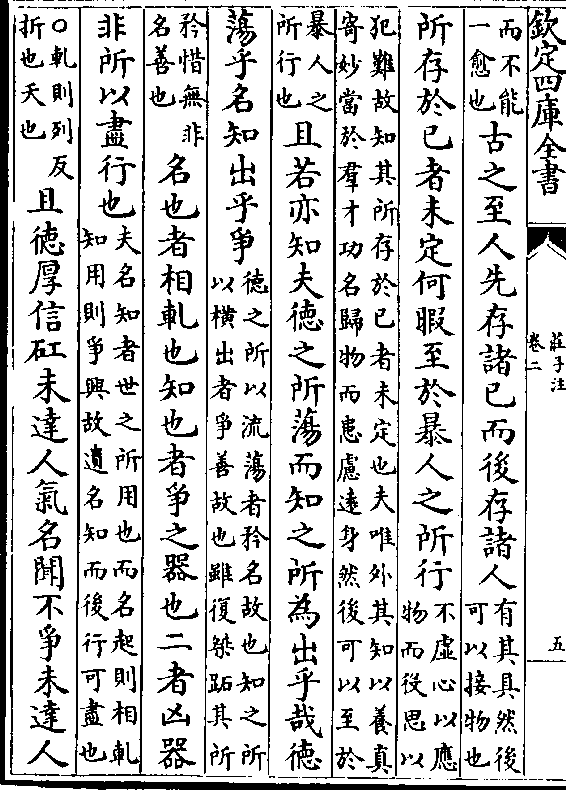 欽定四庫全書
莊子注
卷二
五
而不能
一愈也
古之至人先存諸已而後存諸人
有其具然後
可以接物也
所存於已者未定何暇至於暴人之所行
不虛心以應
物而役思以
犯難故知其所存於已者未定也夫唯外其知以養真
寄妙當於羣才功名歸物而患慮逺身然後可以至於
暴人之
所行也
且若亦知夫徳之所蕩而知之所為出乎哉徳
蕩乎名知出乎爭
徳之所以流蕩者矜名故也知之所
以横出者爭善故也雖復桀跖其所
矜惜無非
名善也
名也者相軋也知也者爭之器也二者凶器
非所以盡行也
夫名知者世之所用也而名起則相軋
知用則爭興故遺名知而後行可盡也
○軋則列反
折也夭也
且徳厚信矼未達人氣名聞不爭未達人